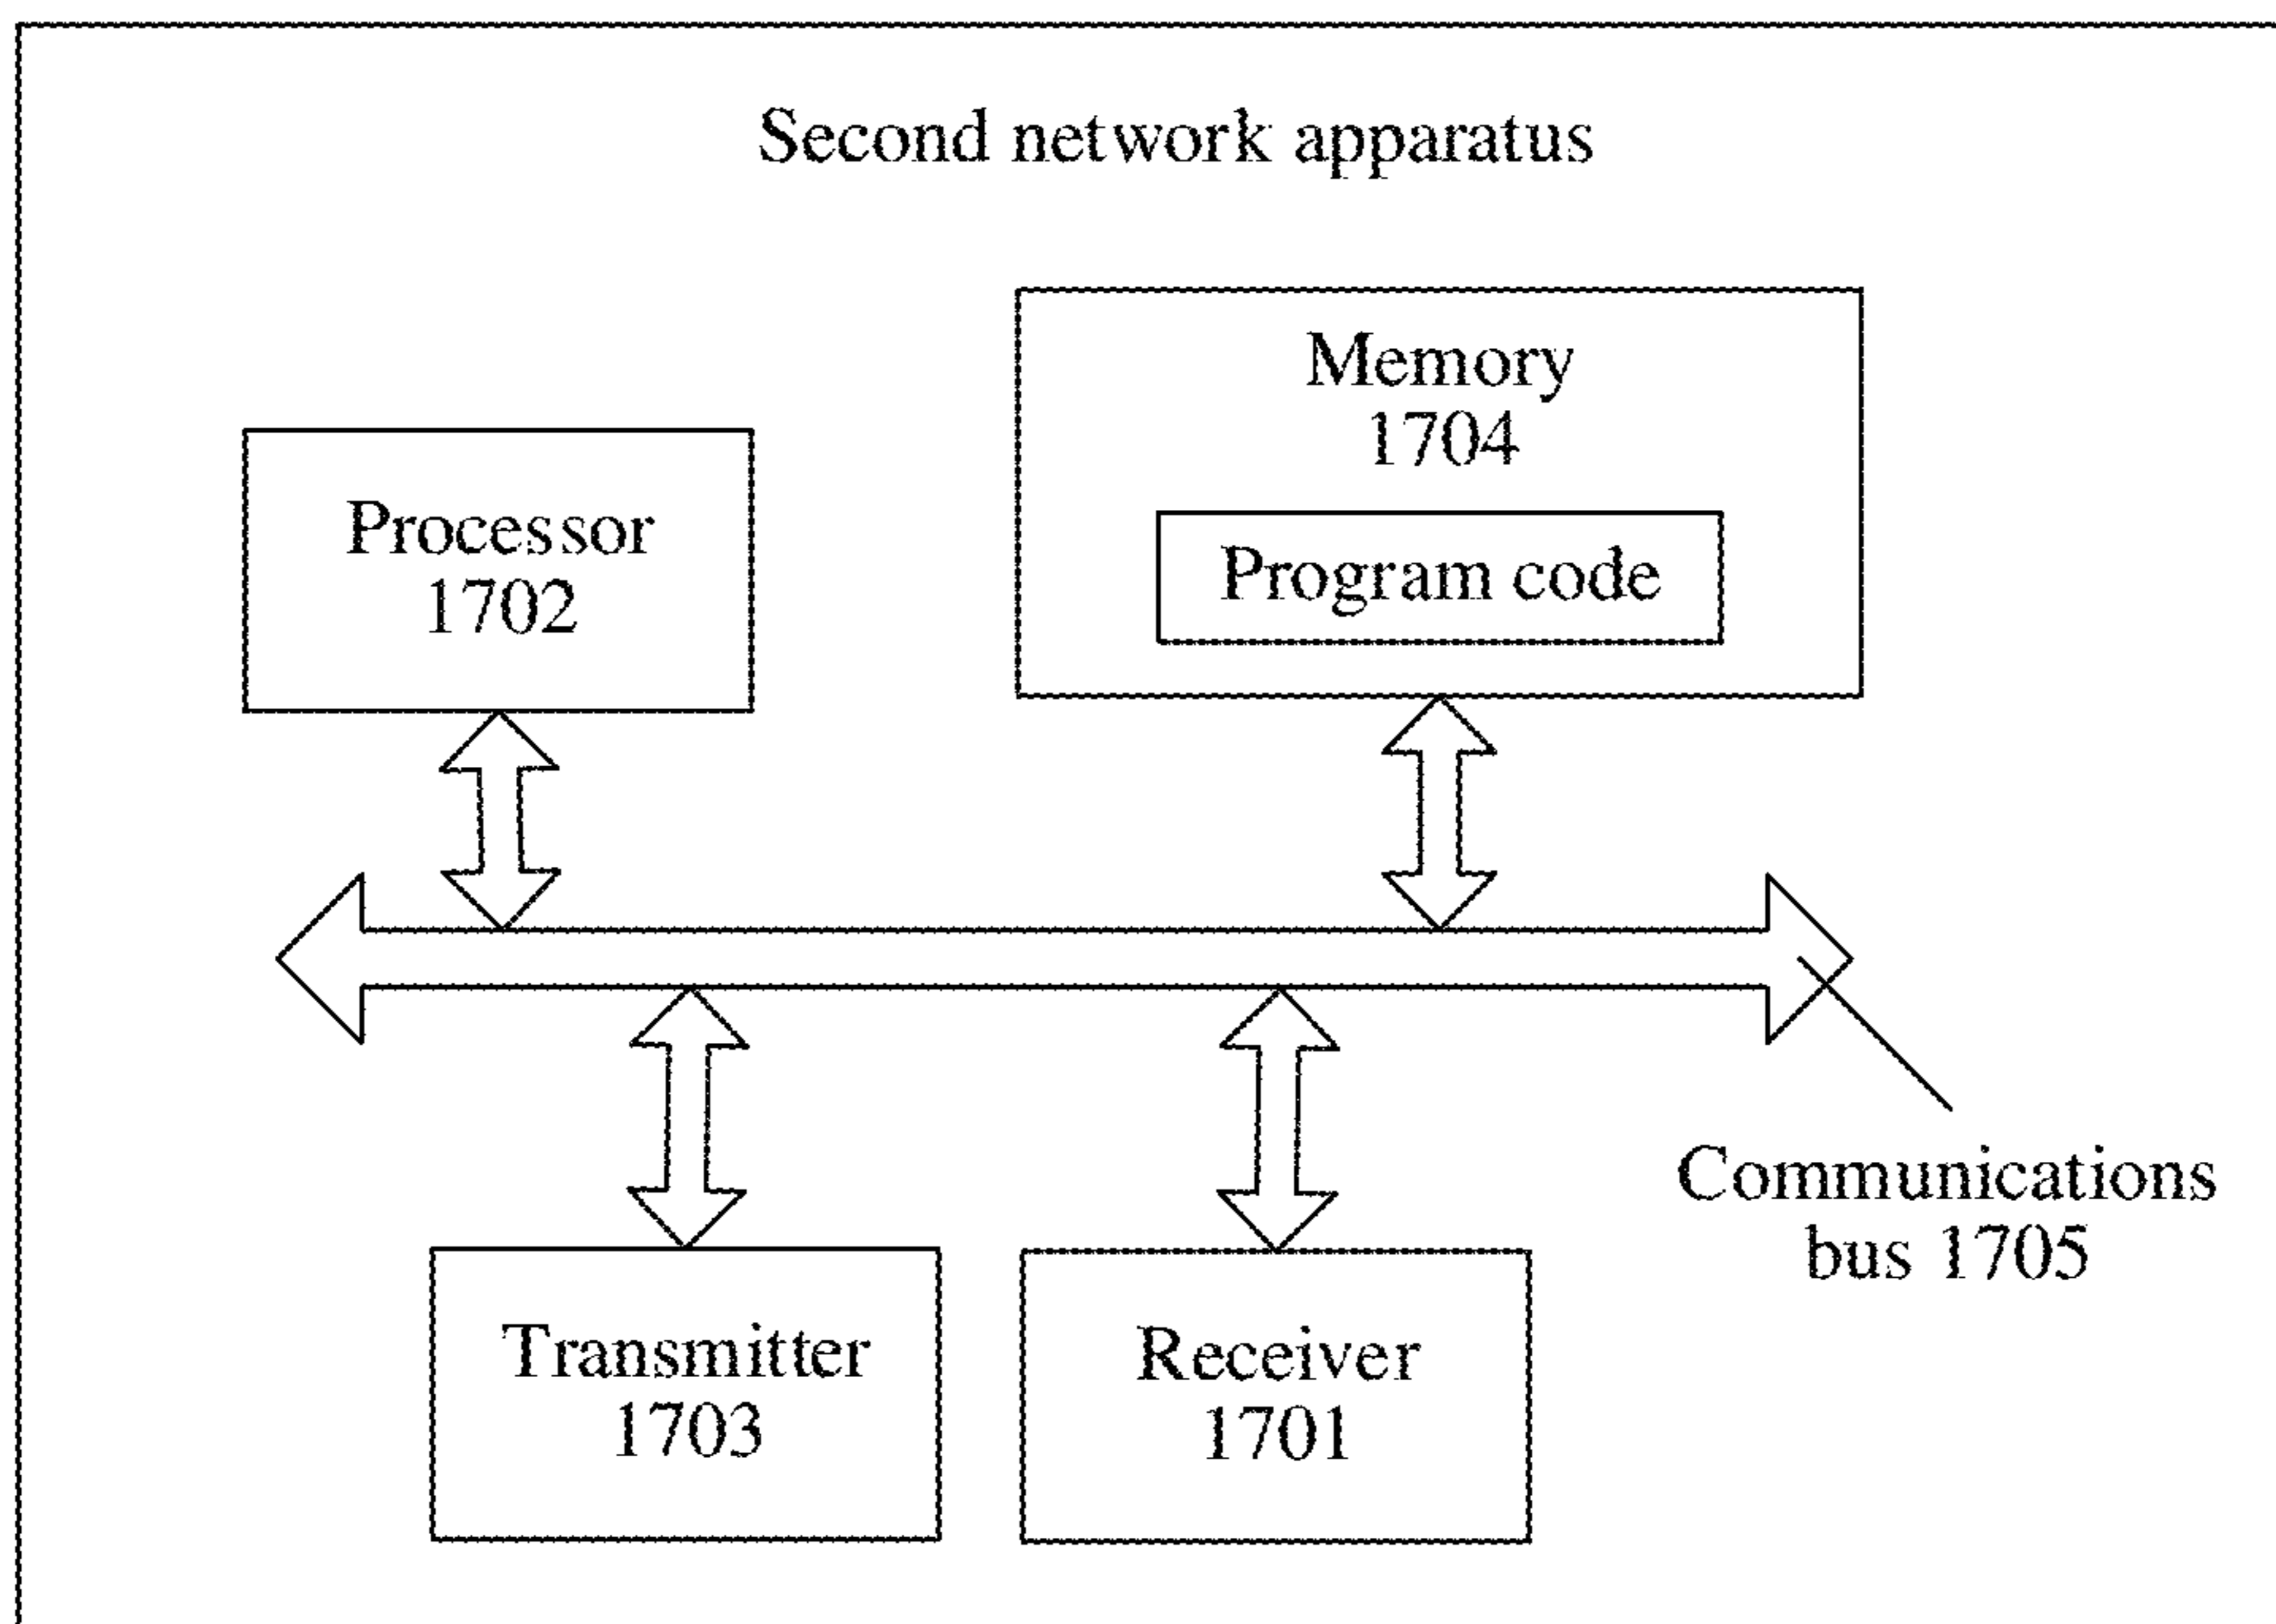 Second network apparatus
Memory
1704
Program code
Processor
1702
Communications
bus 1705
Transmitter
1703
Receiver
1701